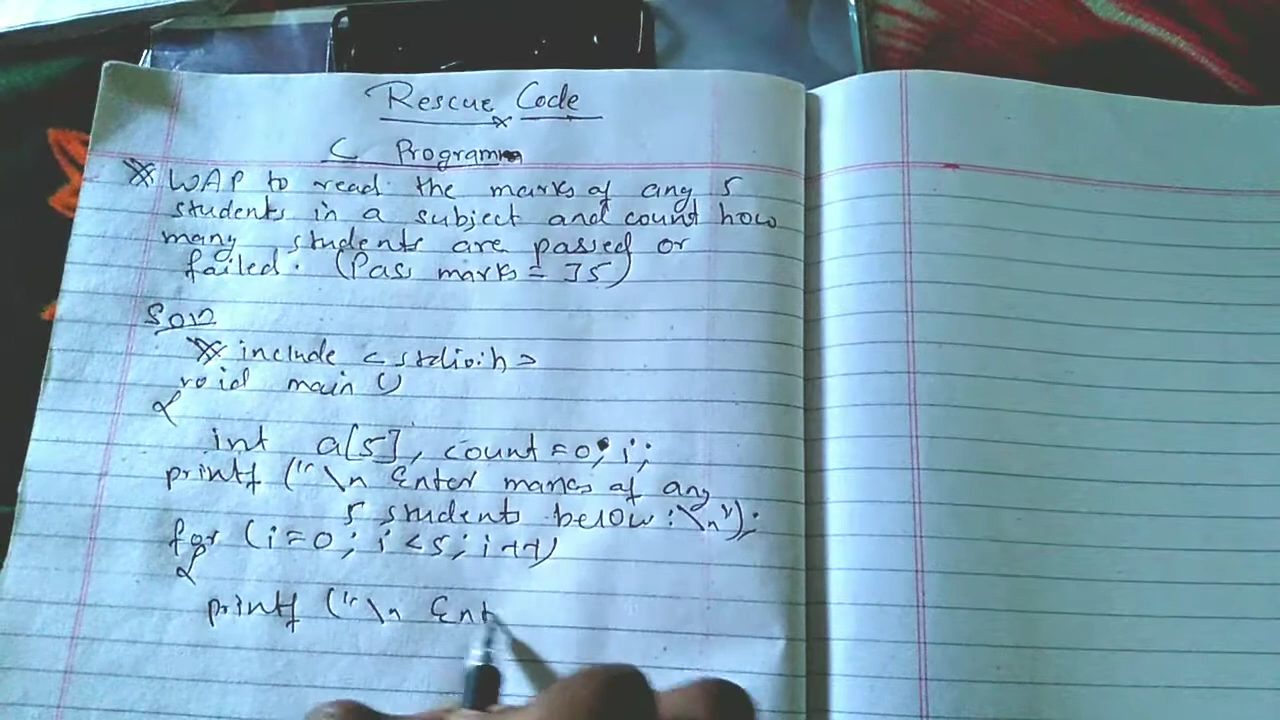 Rescue Code
C Program
* WAP to read the marks of any 5
students in a subject and count how
many students are passed or
failed. (Pass marks = 35)
Soln
# include <stdio.h>
void main ()
{
int a[5], count = 0, i;
printf ("\n Enter marks of any
5 students below :\n");
for (i=0; i<5; i++)
{
printf ("\n Ent